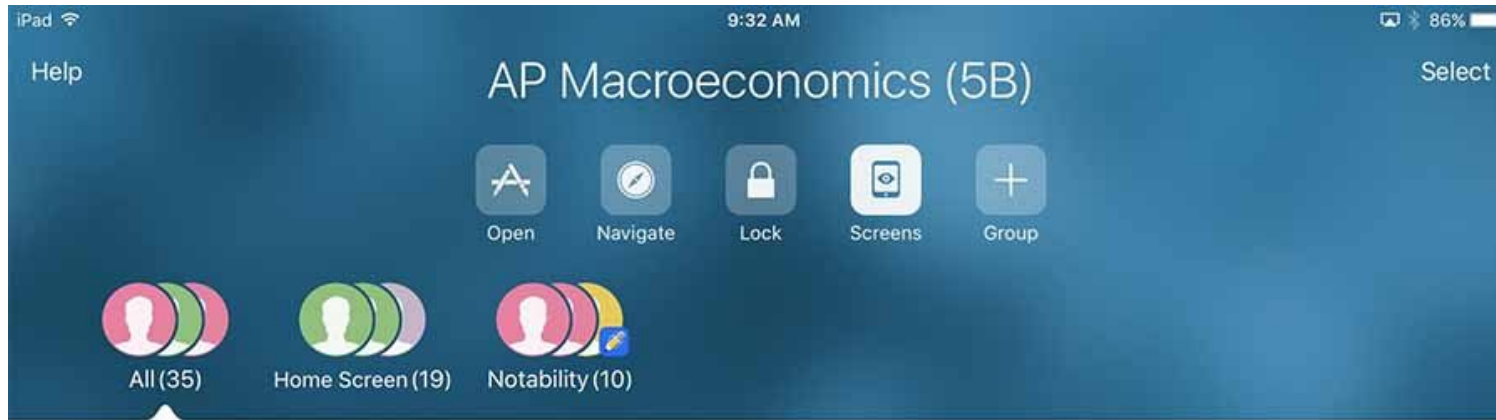 iPad 9:32 AM 86%
Help AP Macroeconomics (5B) Select
Open Navigate Lock Screens Group
All (35) Home Screen (19) Notability (10)